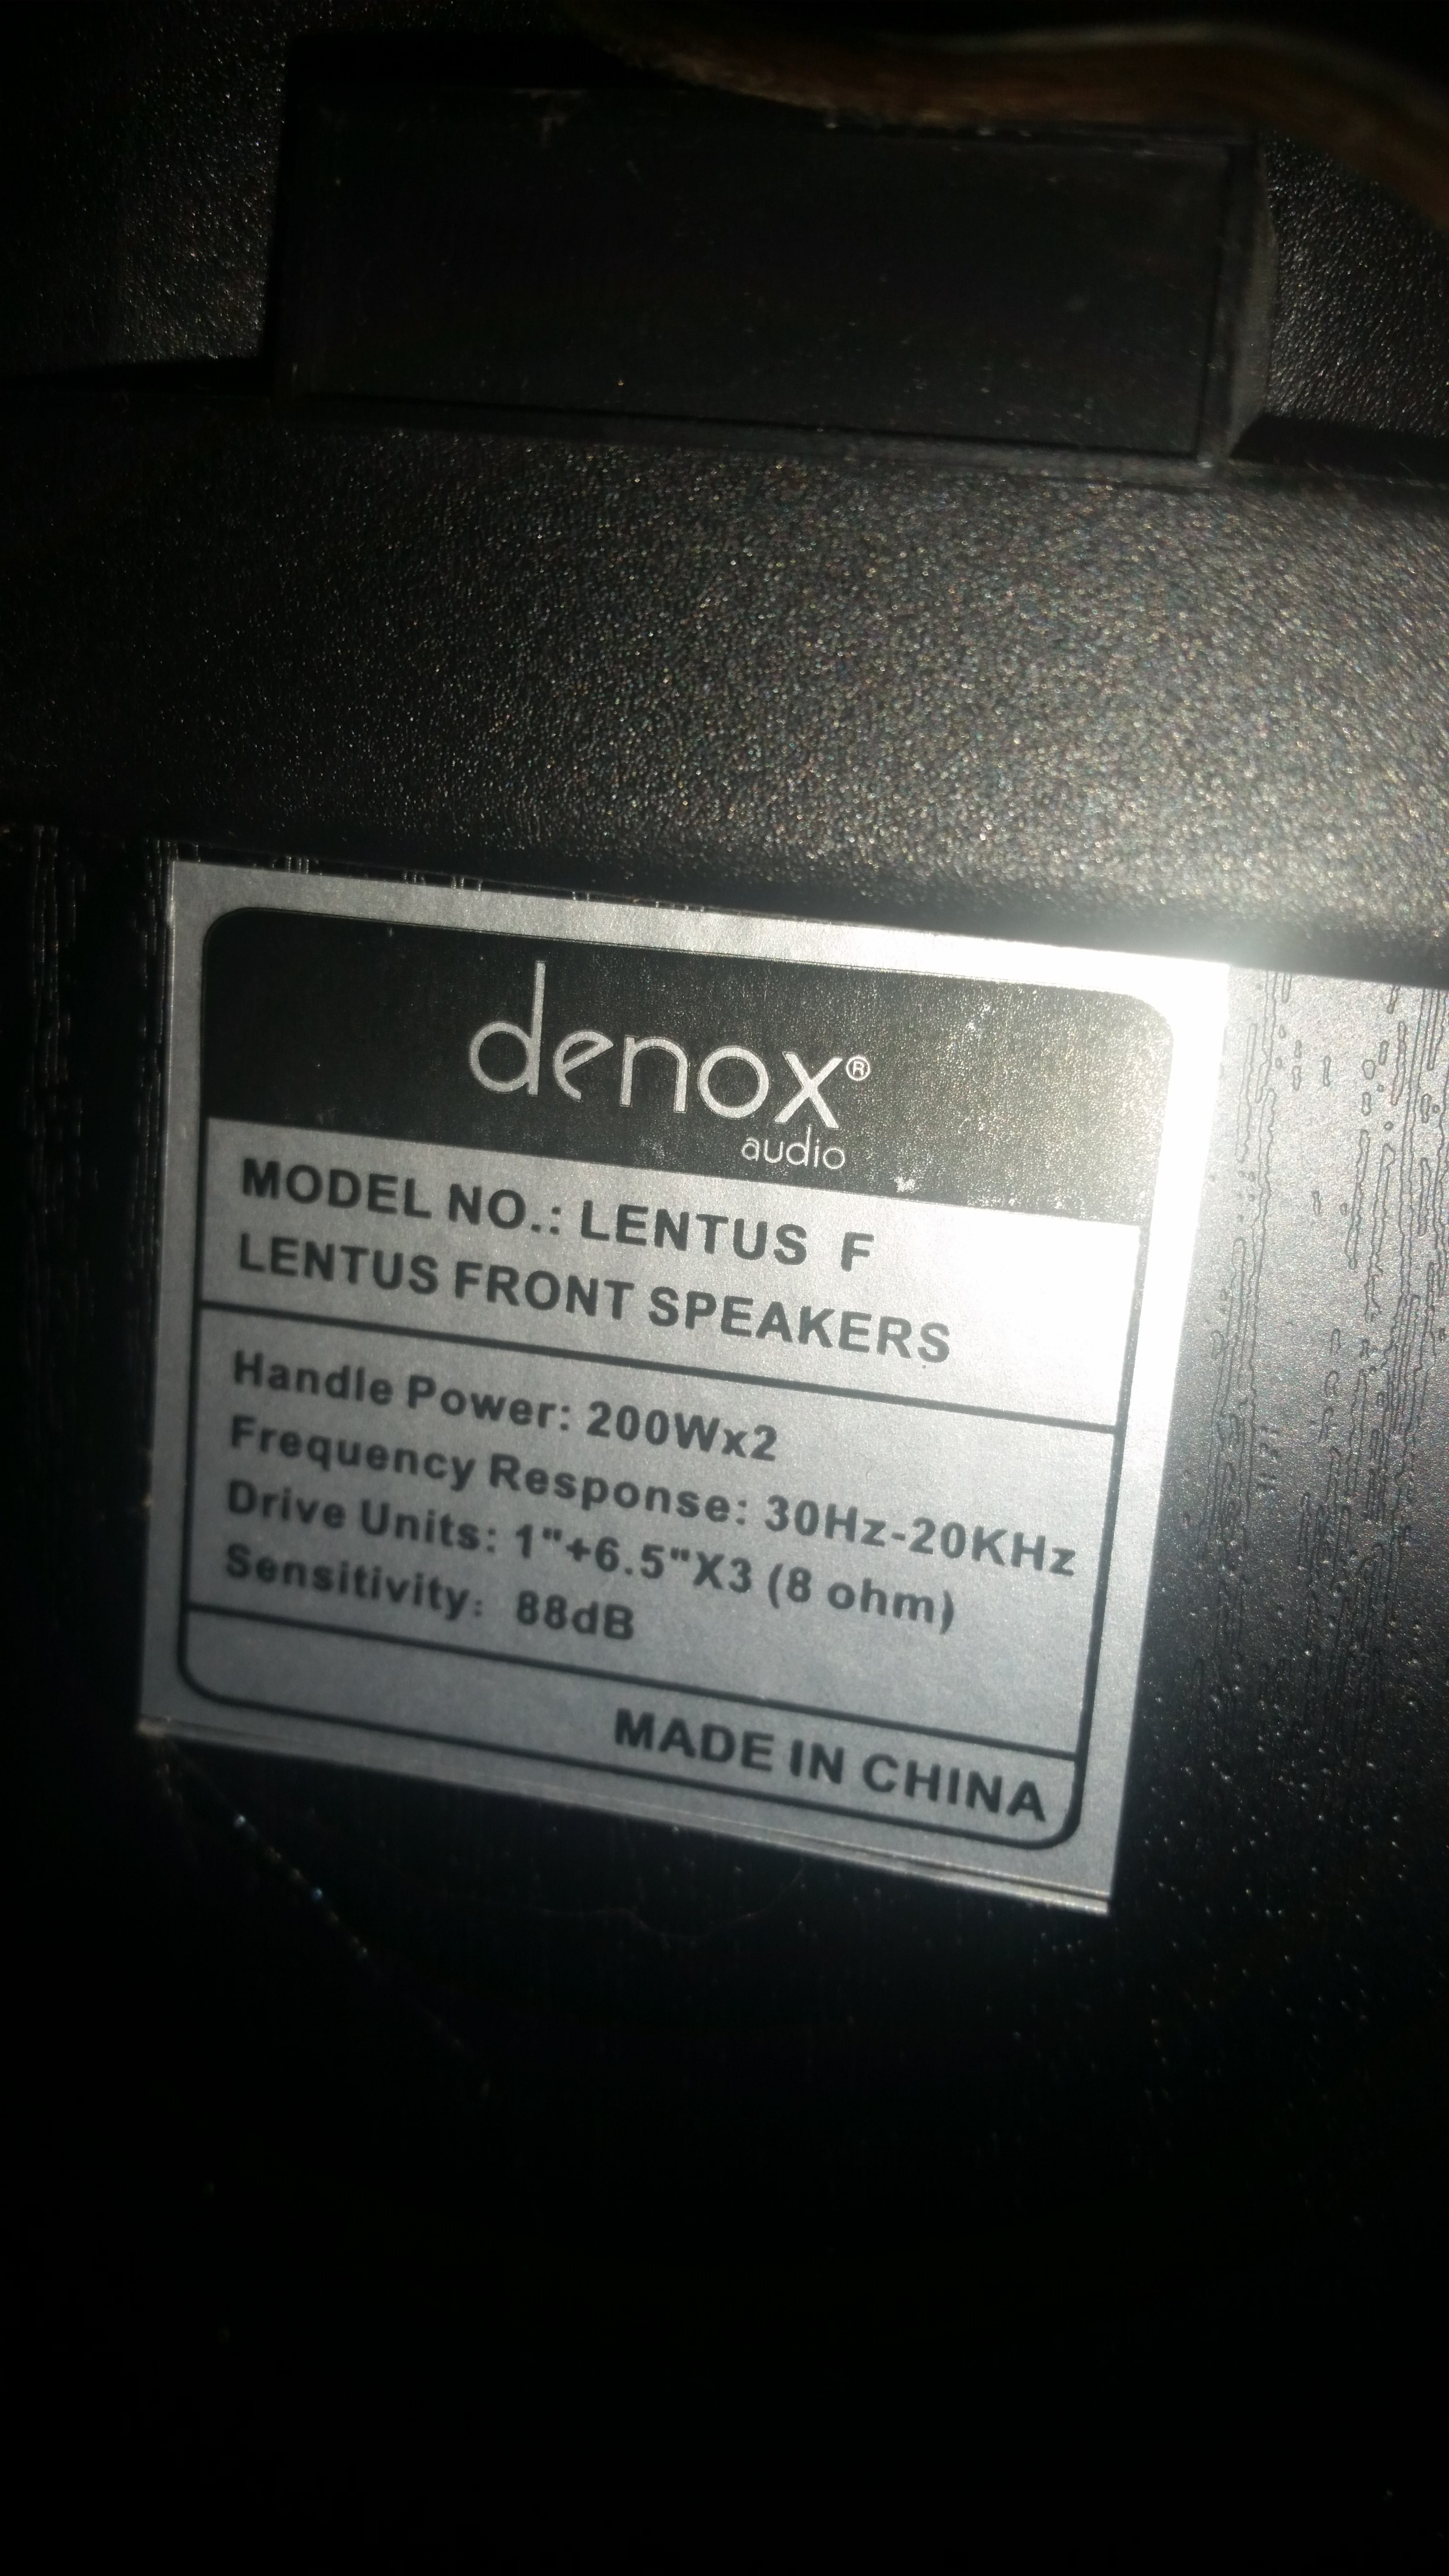 denox®
audio
MODEL NO.: LENTUS F
LENTUS FRONT SPEAKERS
Handle Power: 200Wx2
Frequency Response: 30Hz-20KHz
Drive Units: 1"+6.5"X3 (8 ohm)
Sensitivity: 88dB
MADE IN CHINA